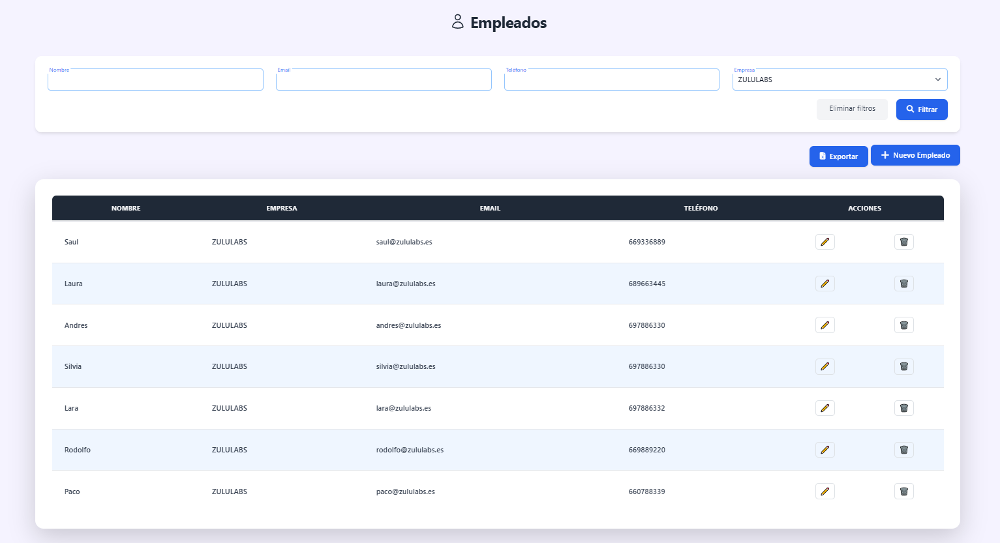 Empleados
Nombre
Email
Teléfono
Empresa
ZULULABS
Eliminar filtros
Filtrar
Exportar
Nuevo Empleado
NOMBRE EMPRESA EMAIL TELÉFONO ACCIONES
Saul ZULULABS saul@zululabs.es 669336889
Laura ZULULABS laura@zululabs.es 689663445
Andres ZULULABS andres@zululabs.es 697886330
Silvia ZULULABS silvia@zululabs.es 697886330
Lara ZULULABS lara@zululabs.es 697886332
Rodolfo ZULULABS rodolfo@zululabs.es 669889220
Paco ZULULABS paco@zululabs.es 660788339